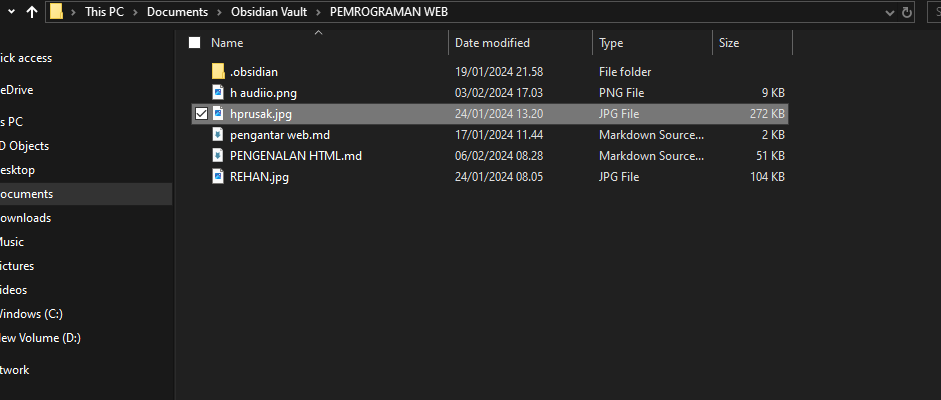 This PC > Documents > Obsidian Vault > PEMROGRAMAN WEB
Name Date modified Type Size
.obsidian 19/01/2024 21.58 File folder
h audiio.png 03/02/2024 17.03 PNG File 9 KB
hprusak.jpg 24/01/2024 13.20 JPG File 272 KB
pengantar web.md 17/01/2024 11.44 Markdown Source... 2 KB
PENGENALAN HTML.md 06/02/2024 08.28 Markdown Source... 51 KB
REHAN.jpg 24/01/2024 08.05 JPG File 104 KB
ick access
eDrive
s PC
D Objects
esktop
ocuments
ownloads
Music
ictures
ideos
Windows (C:)
ew Volume (D:)
twork